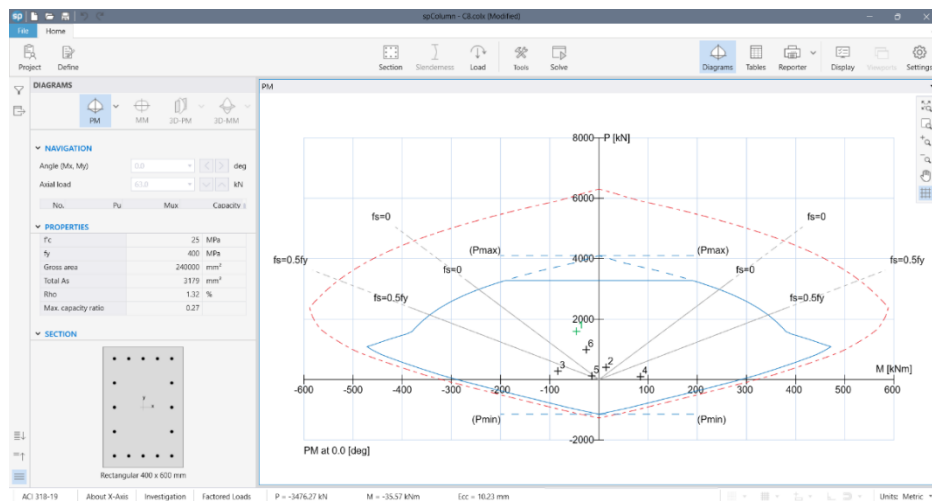 sp
spColumn - C8.colx [Modified]
File
Home
Project
Define
Section
Slenderness
Load
Tools
Solve
Diagrams
Tables
Reporter
Display
Viewports
Settings
DIAGRAMS
PM
MM
3D-PM
3D-MM
NAVIGATION
Angle (Mx, My) 0.0 deg
Axial load 63.0 kN
No. Pu Mux Capacity
PROPERTIES
f'c 25 MPa
fy 400 MPa
Gross area 240000 mm²
Total As 3179 mm²
Rho 1.32 %
Max. capacity ratio 0.27
SECTION
y
x
Rectangular 400 x 600 mm
PM
8000 P [kN]
6000
fs=0 fs=0
(Pmax) (Pmax)
fs=0.5fy 4000 fs=0.5fy
fs=0 fs=0
fs=0.5fy fs=0.5fy
2000
1
6
2
3 5 4
M [kNm]
-600 -400 -300 -200 -100 0 100 200 300 400 500 600
(Pmin) (Pmin)
-2000
PM at 0.0 [deg]
ACI 318-19 About X-Axis Investigation Factored Loads P = -3476.27 kN M = -35.57 kNm Ecc = 10.23 mm Units: Metric